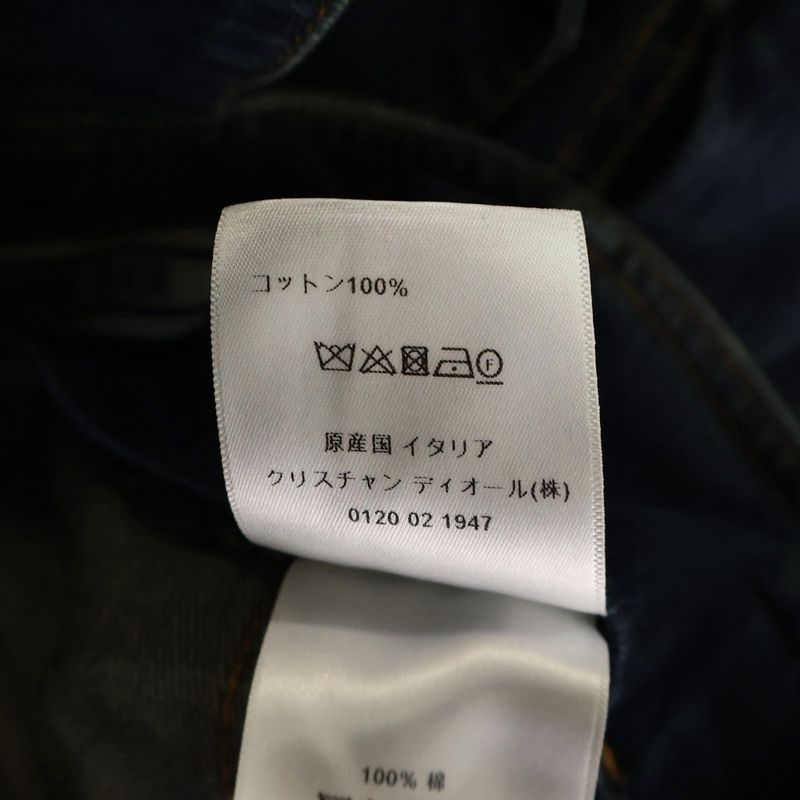 コットン100%
F
原産国 イタリア
クリスチャン ディオール(株)
0120 02 1947
100% 棉